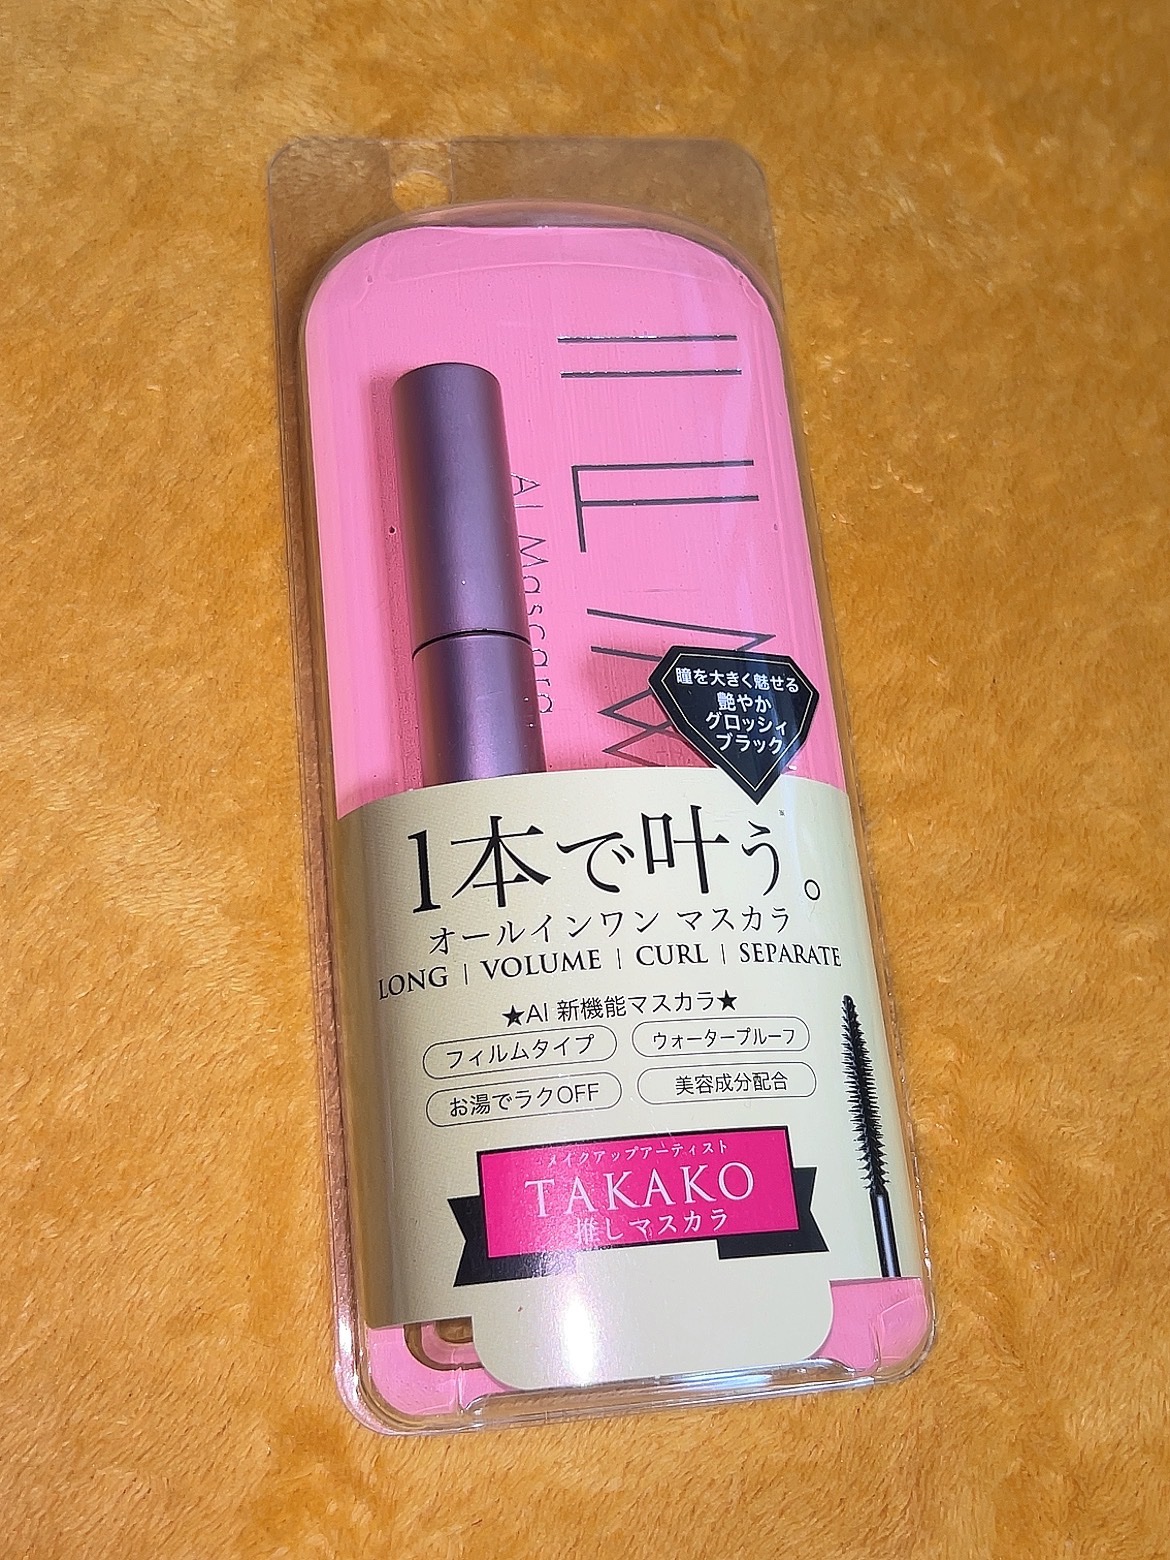 AI Mascara
瞳を大きく魅せる
艶やか
グロッシィ
ブラック
1本で叶う。
※
オールインワン マスカラ
LONG | VOLUME | CURL | SEPARATE
★AI 新機能マスカラ★
フィルムタイプ
ウォータープルーフ
お湯でラクOFF
美容成分配合
メイクアップアーティスト
TAKAKO
推しマスカラ